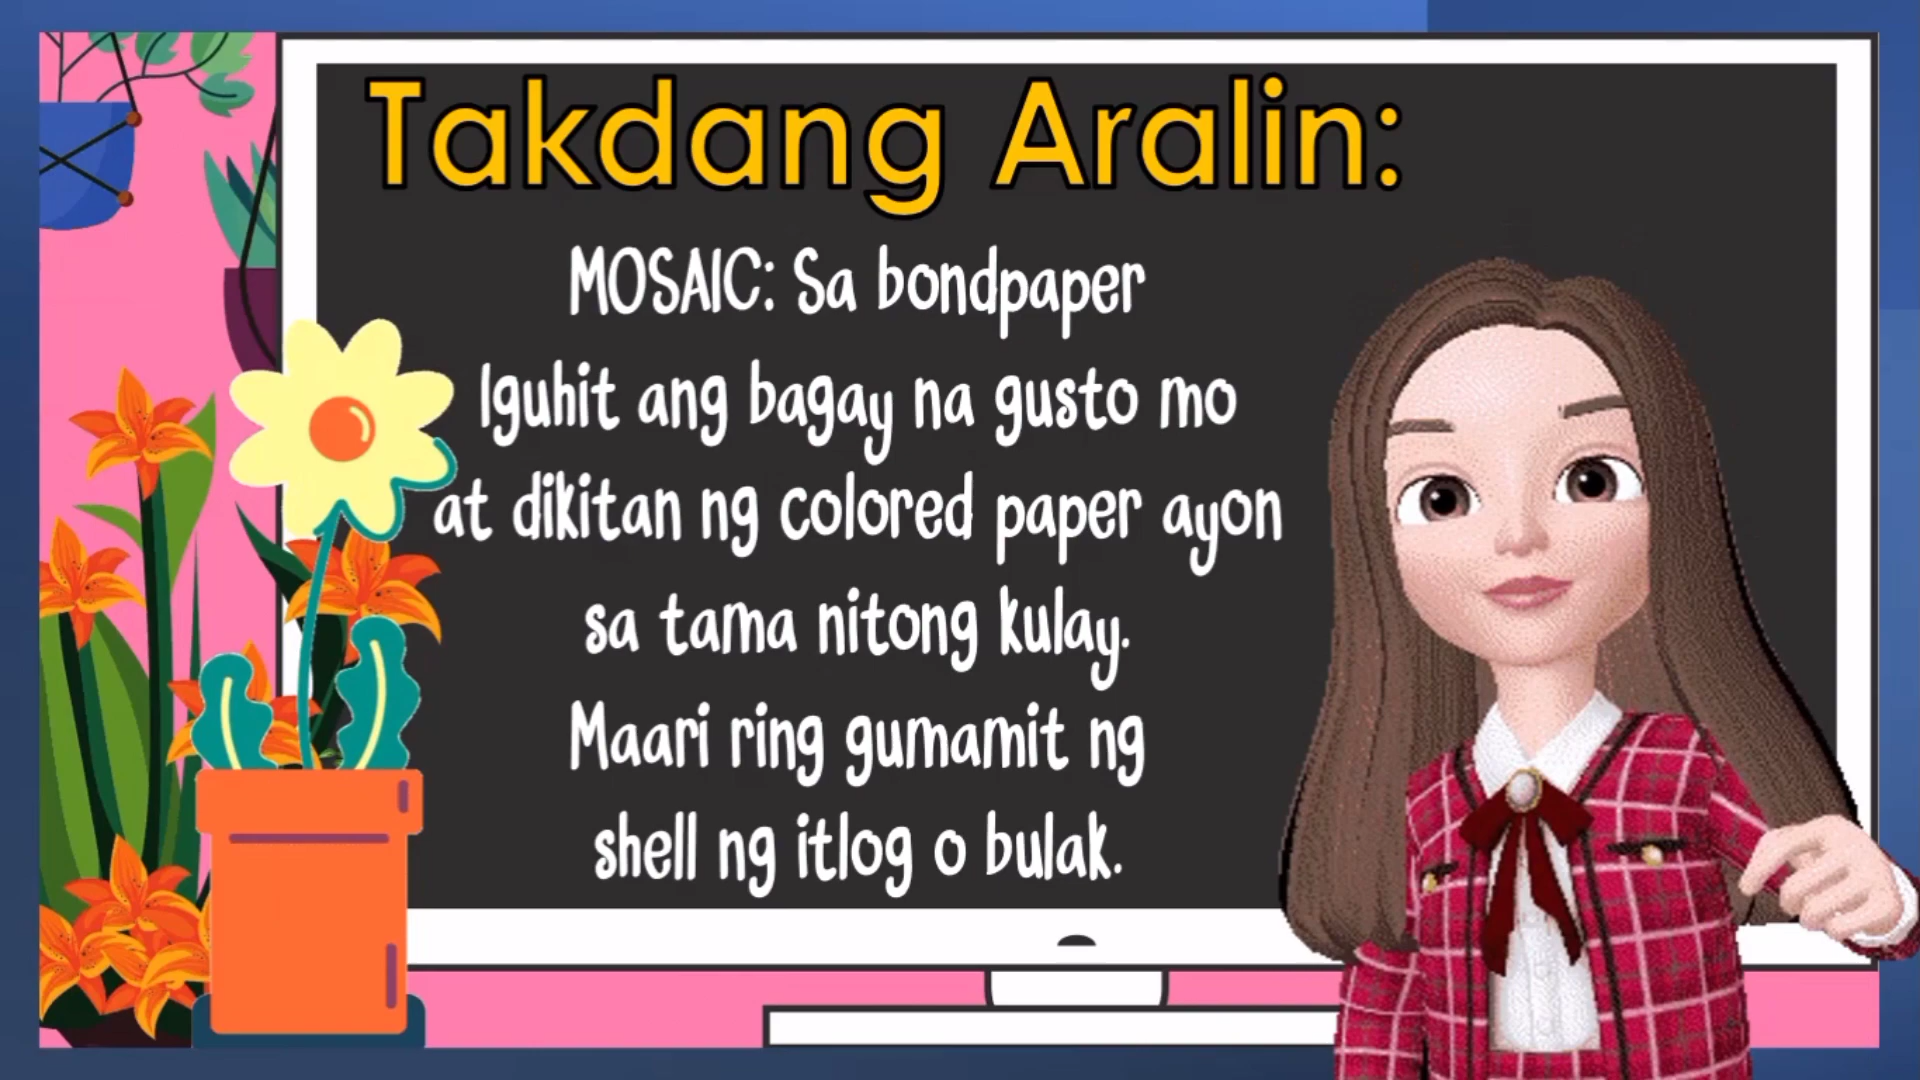 Takdang Aralin:
MOSAIC: Sa bondpaper
Iguhit ang bagay na gusto mo
at dikitan ng colored paper ayon
sa tama nitong kulay.
Maari ring gumamit ng
shell ng itlog o bulak.